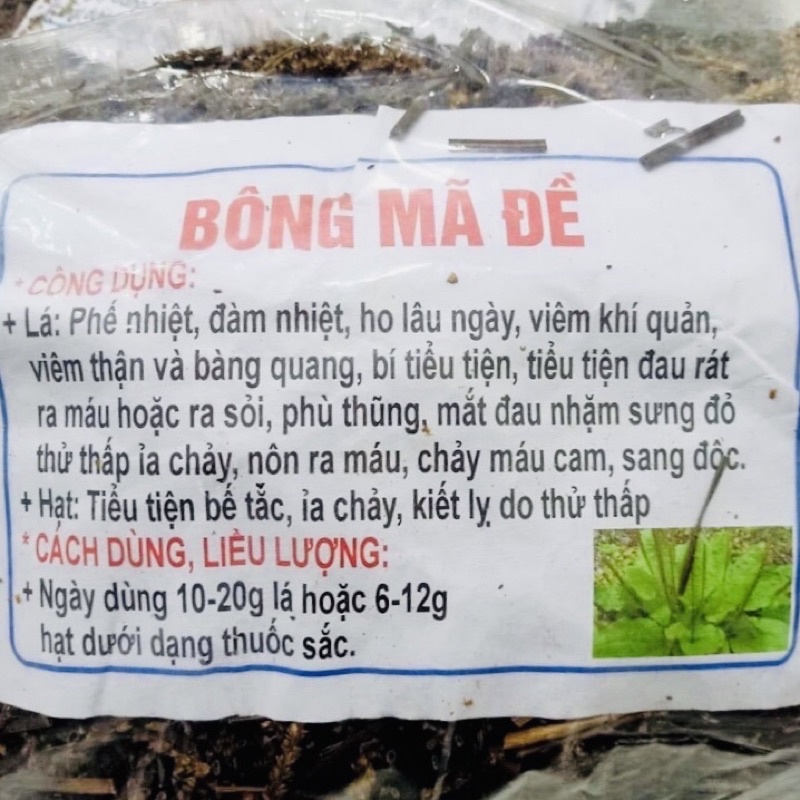 BÔNG MÃ ĐỀ
* CÔNG DỤNG:
+ Lá: Phế nhiệt, đàm nhiệt, ho lâu ngày, viêm khí quản,
viêm thận và bàng quang, bí tiểu tiện, tiểu tiện đau rát
ra máu hoặc ra sỏi, phù thũng, mắt đau nhặm sưng đỏ
thử thấp ỉa chảy, nôn ra máu, chảy máu cam, sang độc.
+ Hạt: Tiểu tiện bế tắc, ỉa chảy, kiết lỵ do thử thấp
* CÁCH DÙNG, LIỀU LƯỢNG:
+ Ngày dùng 10-20g lá hoặc 6-12g
hạt dưới dạng thuốc sắc.